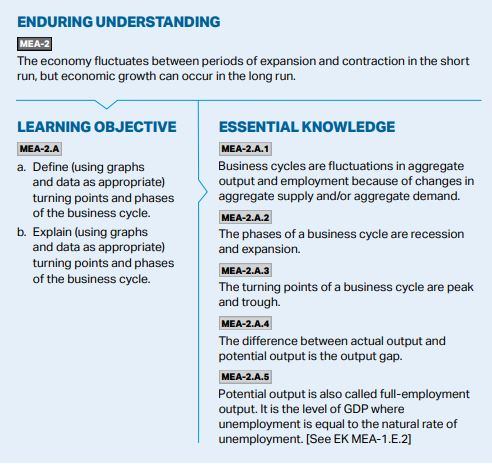 ENDURING UNDERSTANDING
MEA-2
The economy fluctuates between periods of expansion and contraction in the short
run, but economic growth can occur in the long run.
LEARNING OBJECTIVE
MEA-2.A
a. Define (using graphs
and data as appropriate)
turning points and phases
of the business cycle.
b. Explain (using graphs
and data as appropriate)
turning points and phases
of the business cycle.
ESSENTIAL KNOWLEDGE
MEA-2.A.1
Business cycles are fluctuations in aggregate
output and employment because of changes in
aggregate supply and/or aggregate demand.
MEA-2.A.2
The phases of a business cycle are recession
and expansion.
MEA-2.A.3
The turning points of a business cycle are peak
and trough.
MEA-2.A.4
The difference between actual output and
potential output is the output gap.
MEA-2.A.5
Potential output is also called full-employment
output. It is the level of GDP where
unemployment is equal to the natural rate of
unemployment. [See EK MEA-1.E.2]